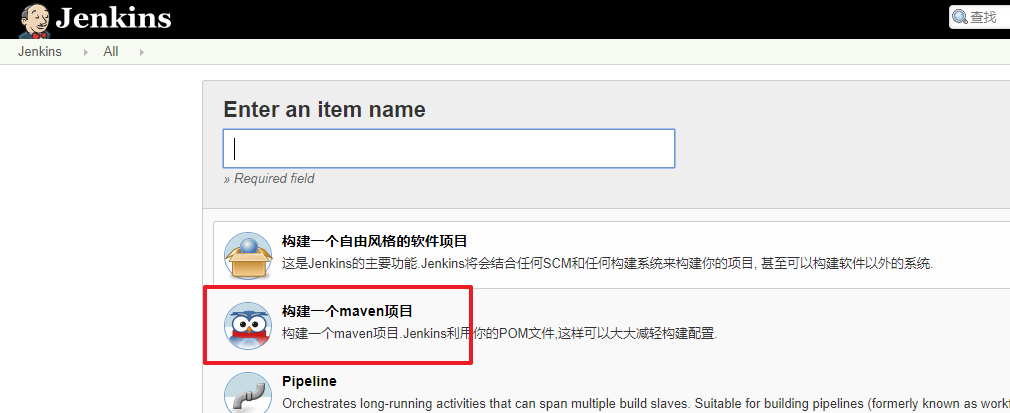 Jenkins
查找
Jenkins All
Enter an item name
» Required field
构建一个自由风格的软件项目
这是Jenkins的主要功能.Jenkins将会结合任何SCM和任何构建系统来构建你的项目, 甚至可以构建软件以外的系统.
构建一个maven项目
构建一个maven项目.Jenkins利用你的POM文件,这样可以大大减轻构建配置.
Pipeline
Orchestrates long-running activities that can span multiple build slaves. Suitable for building pipelines (formerly known as workf